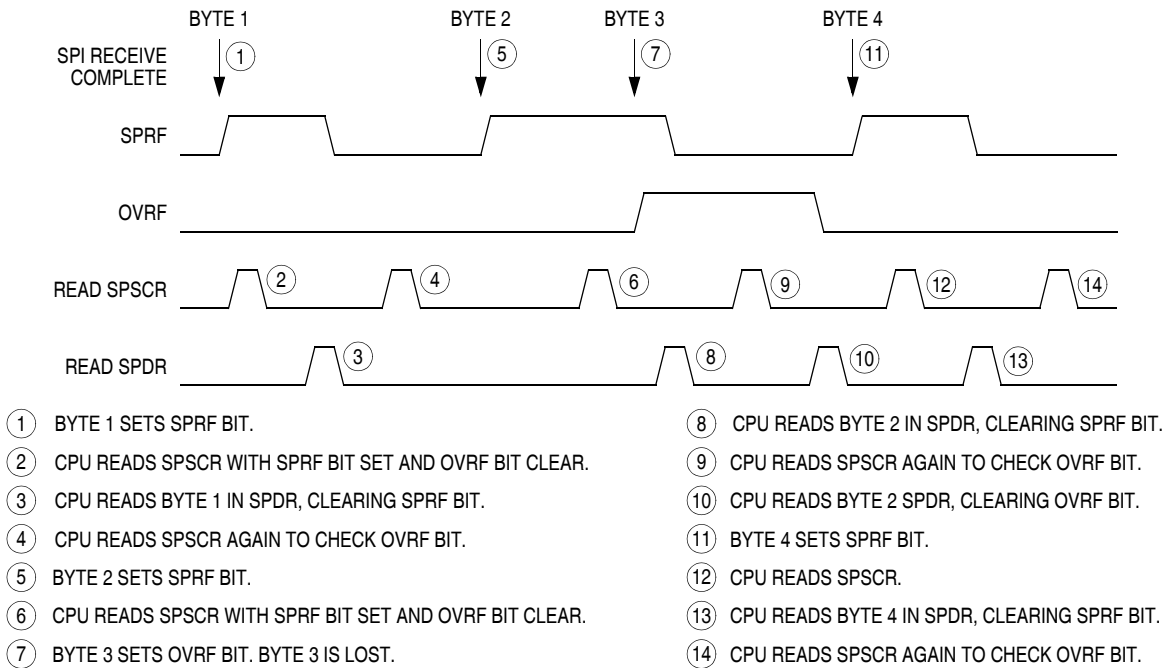 BYTE 1 BYTE 2 BYTE 3 BYTE 4
SPI RECEIVE
COMPLETE
1 5 7 11
SPRF
OVRF
READ SPSCR
2 4 6 9 12 14
READ SPDR
3 8 10 13
1 BYTE 1 SETS SPRF BIT.
2 CPU READS SPSCR WITH SPRF BIT SET AND OVRF BIT CLEAR.
3 CPU READS BYTE 1 IN SPDR, CLEARING SPRF BIT.
4 CPU READS SPSCR AGAIN TO CHECK OVRF BIT.
5 BYTE 2 SETS SPRF BIT.
6 CPU READS SPSCR WITH SPRF BIT SET AND OVRF BIT CLEAR.
7 BYTE 3 SETS OVRF BIT. BYTE 3 IS LOST.
8 CPU READS BYTE 2 IN SPDR, CLEARING SPRF BIT.
9 CPU READS SPSCR AGAIN TO CHECK OVRF BIT.
10 CPU READS BYTE 2 SPDR, CLEARING OVRF BIT.
11 BYTE 4 SETS SPRF BIT.
12 CPU READS SPSCR.
13 CPU READS BYTE 4 IN SPDR, CLEARING SPRF BIT.
14 CPU READS SPSCR AGAIN TO CHECK OVRF BIT.